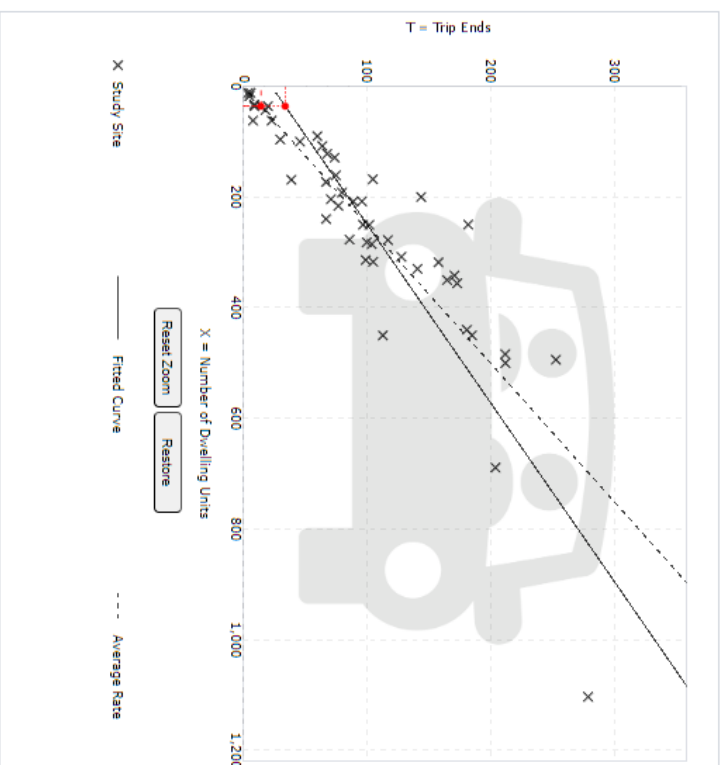 T = Trip Ends
300
200
100
0
0
200
400
600
800
1,000
1,200
X = Number of Dwelling Units
Reset Zoom
Restore
Study Site
Fitted Curve
Average Rate